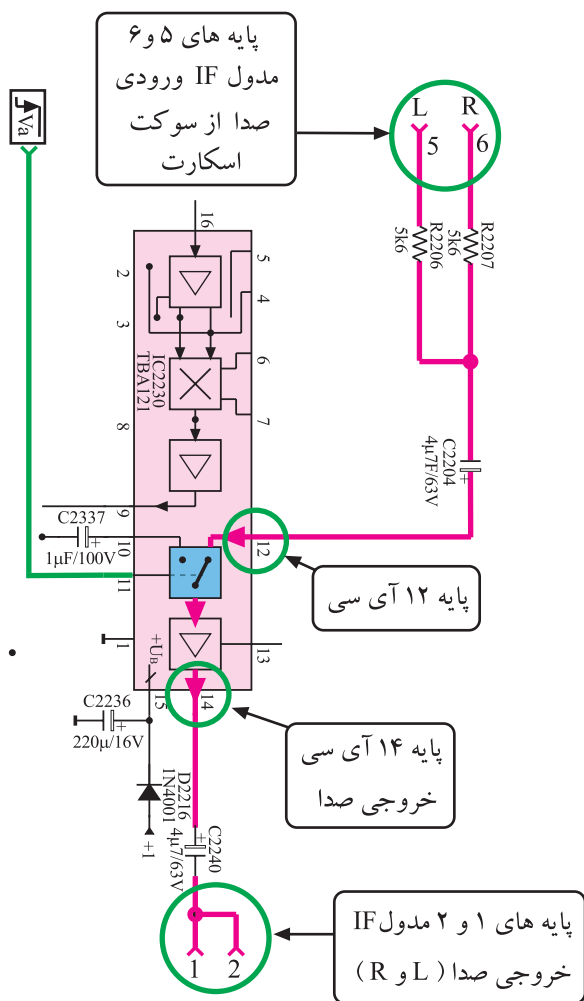 پایه های ۵ و۶
مدول IF ورودی
صدا از سوکت
اسکارت
L R
5 6
Va
R2207
5k6
R2206
5k6
16
2
3
5
4
IC2230
TBA121
6
7
8
C2204
4µ7F/63V
+
9
C2337
+
1µF/100V
10
11
12
پایه ۱۲ آی سی
1
13
+UB
15
14
C2236
+
220µ/16V
پایه ۱۴ آی سی
خروجی صدا
D2216
1N4001
+1
C2240
4µ7/63V
+
1 2
پایه های ۱ و ۲ مدولIF
خروجی صدا ( L و R )